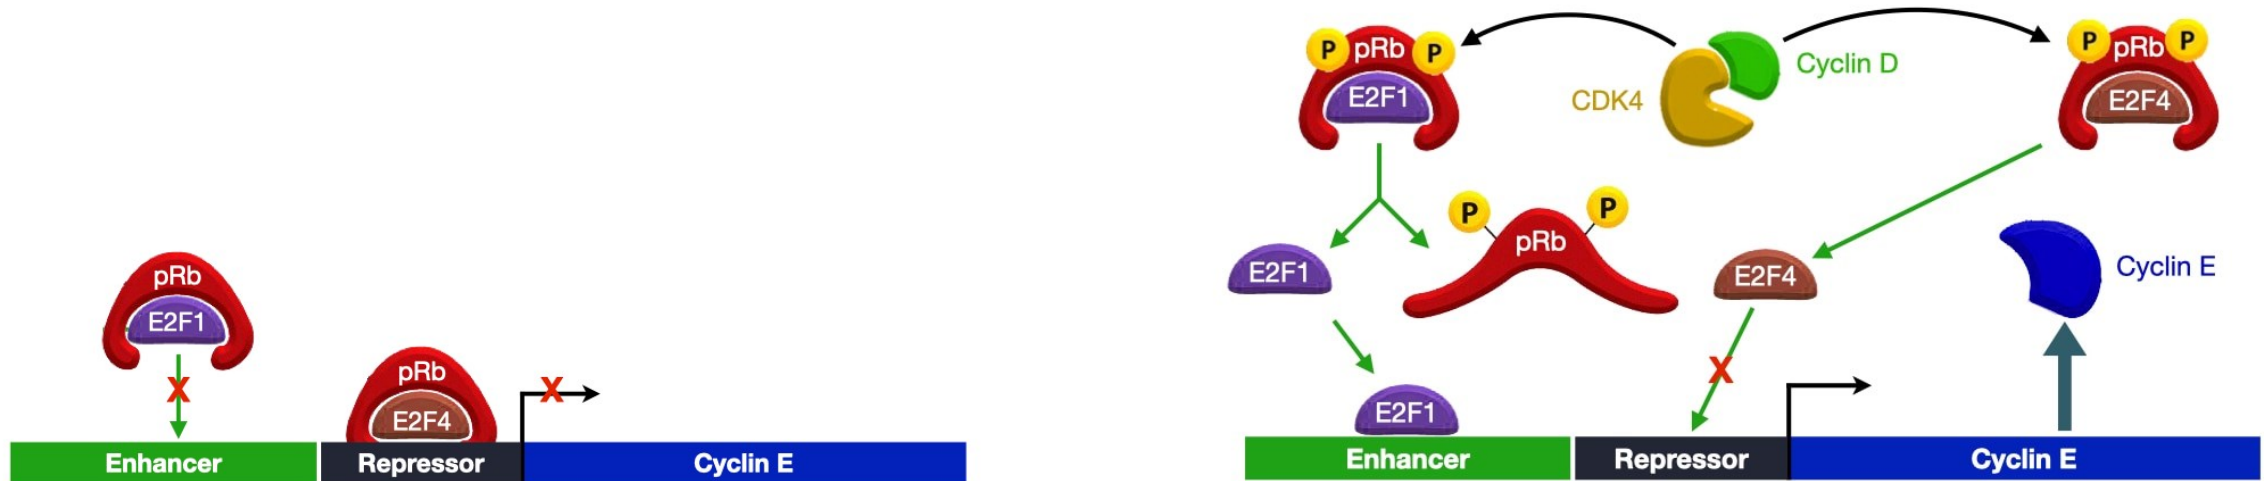 pRb
E2F1
X
pRb
E2F4
X
Enhancer
Repressor
Cyclin E
P
pRb
P
E2F1
CDK4
Cyclin D
P
pRb
P
E2F4
E2F1
P
pRb
P
E2F4
Cyclin E
X
E2F1
Enhancer
Repressor
Cyclin E